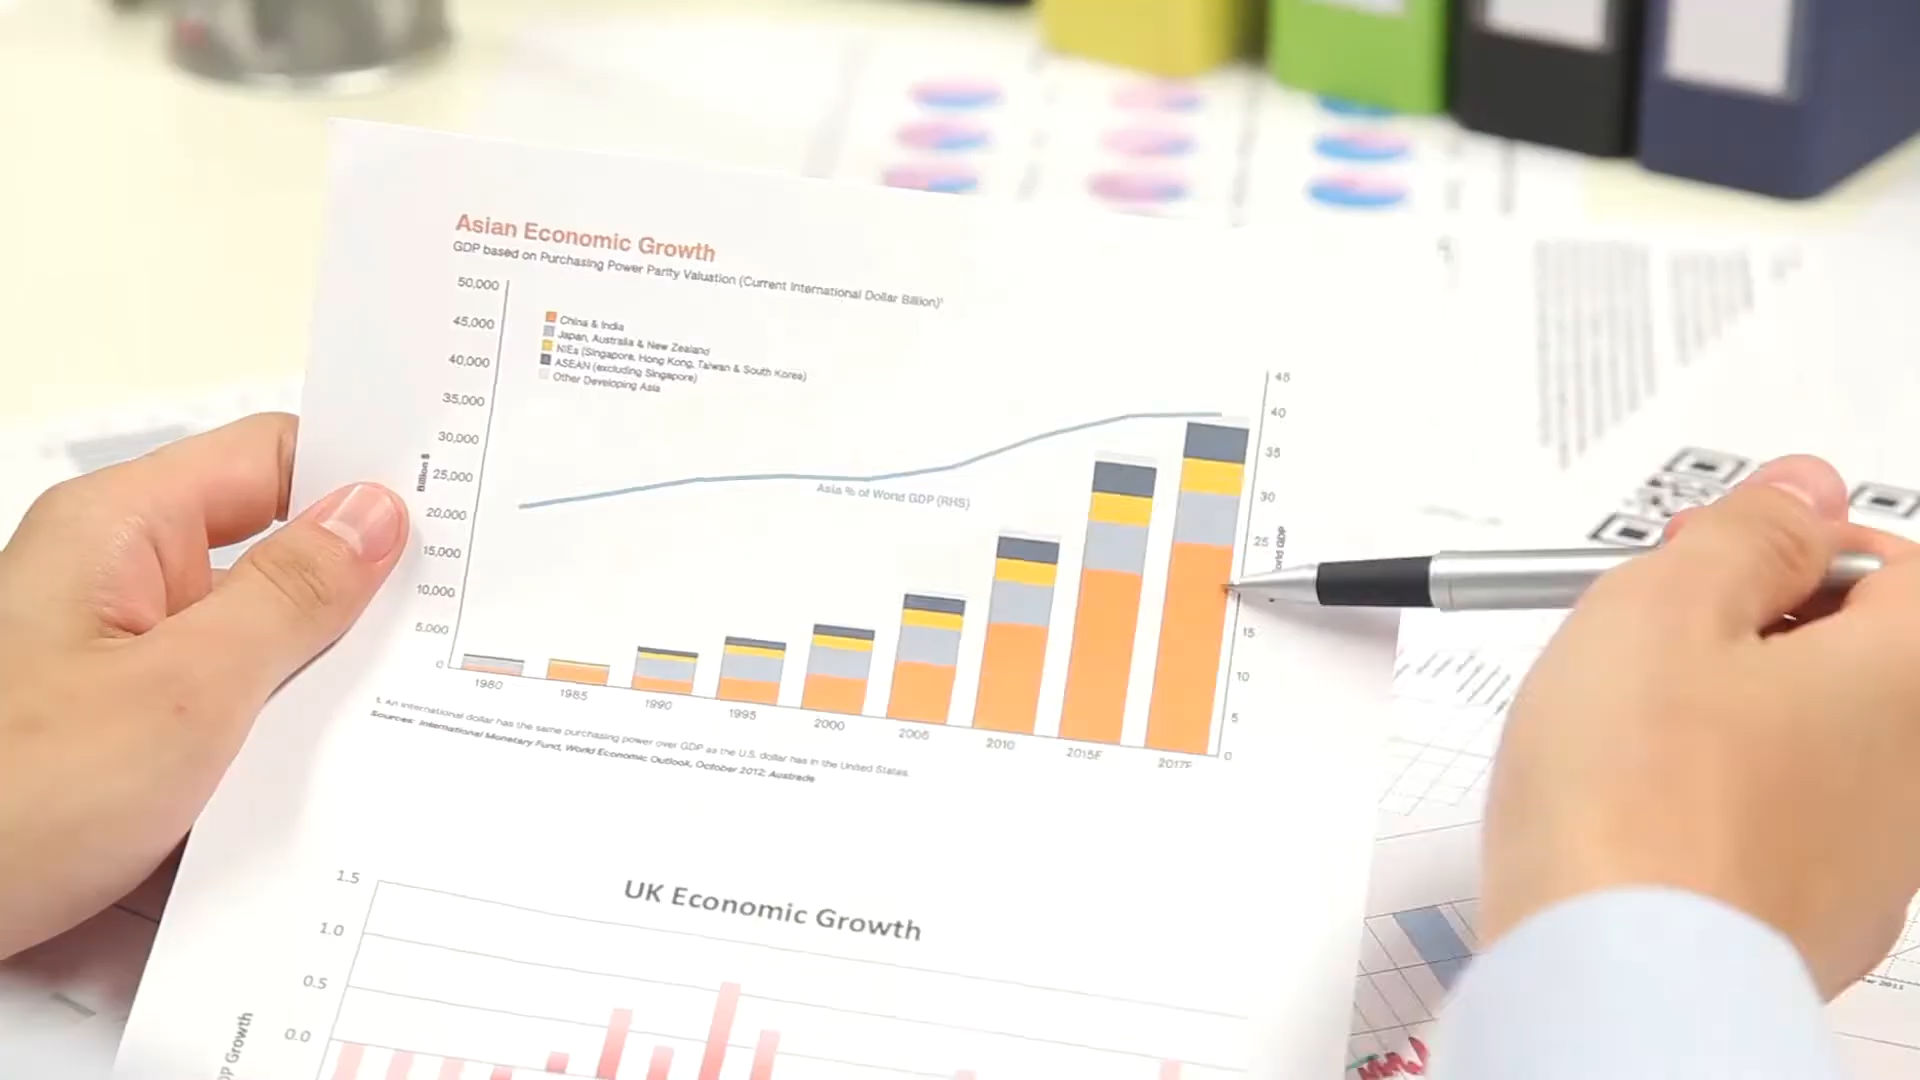 Asian Economic Growth
GDP based on Purchasing Power Parity Valuation (Current International Dollar Billion)¹
50,000
45,000
40,000
35,000
30,000
25,000
20,000
15,000
10,000
5,000
0
Billion $
China & India
Japan, Australia & New Zealand
NIEs (Singapore, Hong Kong, Taiwan & South Korea)
ASEAN (excluding Singapore)
Other Developing Asia
Asia % of World GDP (RHS)
45
40
35
30
25
15
10
5
0
GDP
1980
1985
1990
1995
2000
2005
2010
2015F
2017F
1. An international dollar has the same purchasing power over GDP as the U.S. dollar has in the United States.
Sources: International Monetary Fund, World Economic Outlook, October 2012; Austrade
UK Economic Growth
1.5
1.0
0.5
0.0
Growth